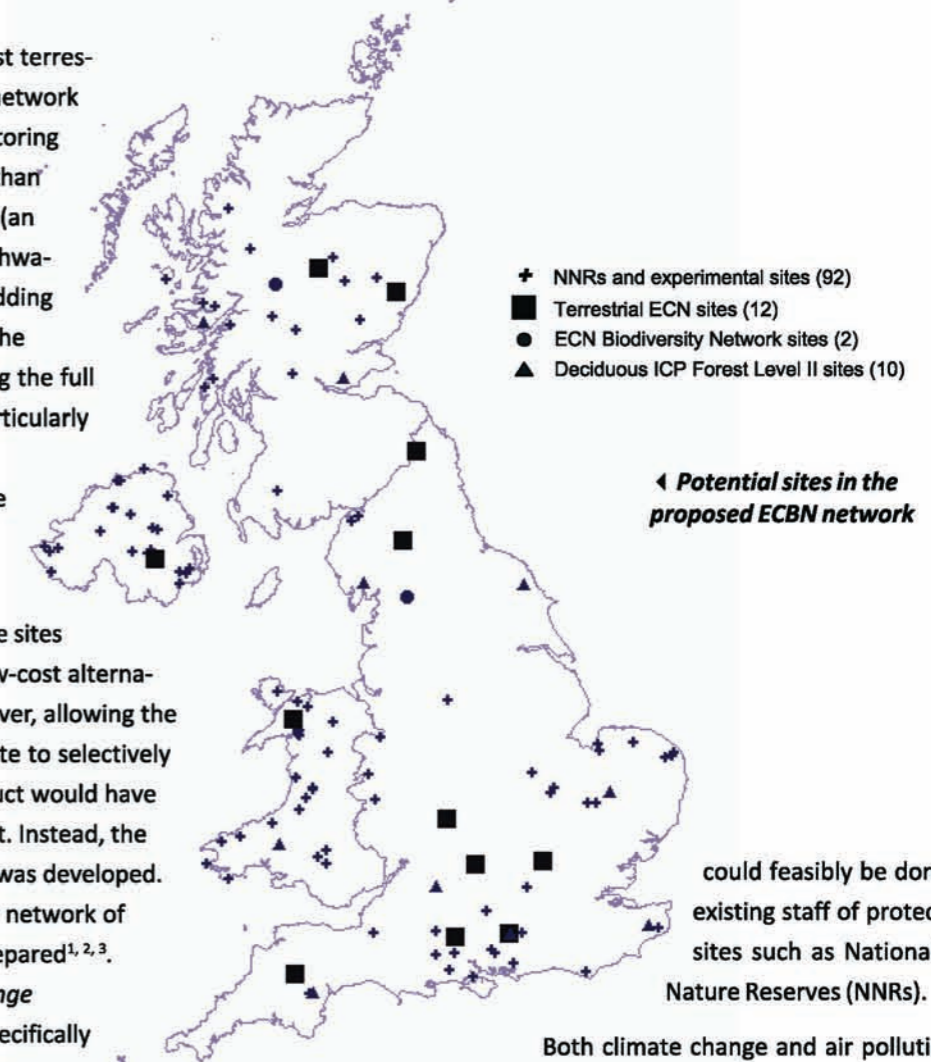 st terres-
network
toring
han
(an
hwa-
dding
he
g the full
rticularly
e
e sites
w-cost alterna-
ver, allowing the
te to selectively
uct would have
t. Instead, the
was developed.
network of
epared1, 2, 3.
nge
ecifically
NNRs and experimental sites (92)
Terrestrial ECN sites (12)
ECN Biodiversity Network sites (2)
Deciduous ICP Forest Level II sites (10)
Potential sites in the
proposed ECBN network
could feasibly be don
existing staff of protec
sites such as National
Nature Reserves (NNRs).
Both climate change and air polluti